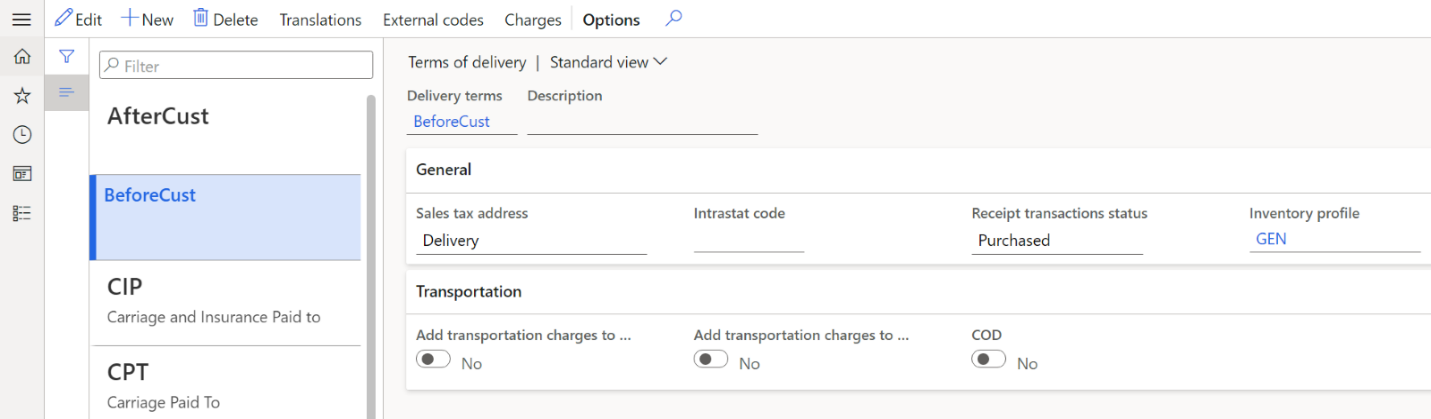 Edit New Delete Translations External codes Charges Options
Filter
AfterCust
BeforeCust
CIP
Carriage and Insurance Paid to
CPT
Carriage Paid To
Terms of delivery | Standard view
Delivery terms Description
BeforeCust
General
Sales tax address Intrastat code Receipt transactions status Inventory profile
Delivery Purchased GEN
Transportation
Add transportation charges to ... Add transportation charges to ... COD
No No No